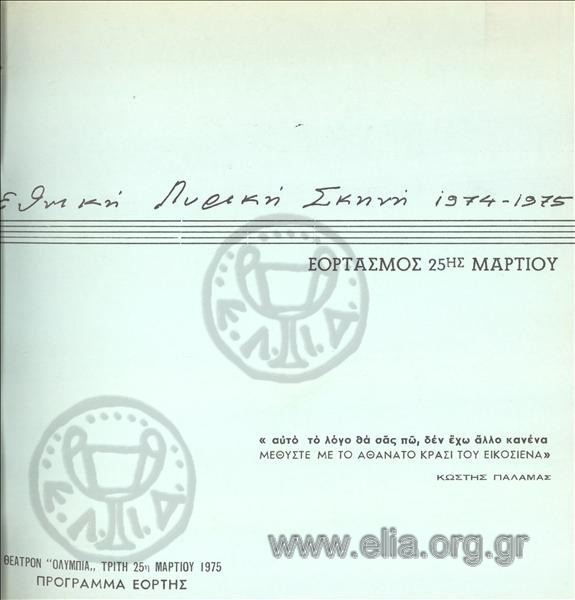 Εθνική Λυρική Σκηνή 1974-1975
ΕΟΡΤΑΣΜΟΣ 25ΗΣ ΜΑΡΤΙΟΥ
Ε.Λ.Ι.Α
« αὐτὸ τὸ λόγο θὰ σᾶς πῶ, δὲν ἔχω ἄλλο κανένα
ΜΕΘΥΣΤΕ ΜΕ ΤΟ ΑΘΑΝΑΤΟ ΚΡΑΣΙ ΤΟΥ ΕΙΚΟΣΙΕΝΑ»
ΚΩΣΤΗΣ ΠΑΛΑΜΑΣ
Ε.Λ.Ι.Α
www.elia.org.gr
ΘΕΑΤΡΟΝ "ΟΛΥΜΠΙΑ,, ΤΡΙΤΗ 25η ΜΑΡΤΙΟΥ 1975
ΠΡΟΓΡΑΜΜΑ ΕΟΡΤΗΣ